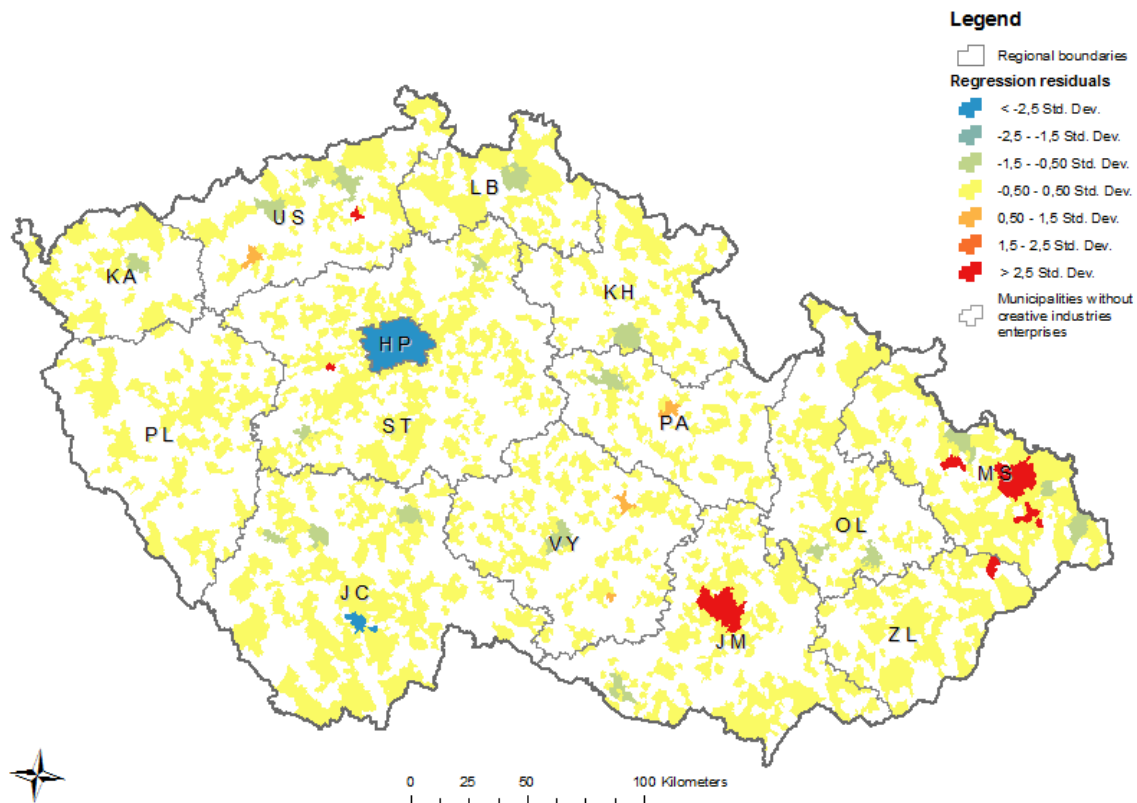 Legend
Regional boundaries
Regression residuals
< -2,5 Std. Dev.
-2,5 - -1,5 Std. Dev.
-1,5 - -0,50 Std. Dev.
-0,50 - 0,50 Std. Dev.
0,50 - 1,5 Std. Dev.
1,5 - 2,5 Std. Dev.
> 2,5 Std. Dev.
Municipalities without
creative industries
enterprises
LB
US
KA
KH
HP
PA
ST
PL
MS
OL
VY
JC
ZL
JM
0 25 50 100 Kilometers